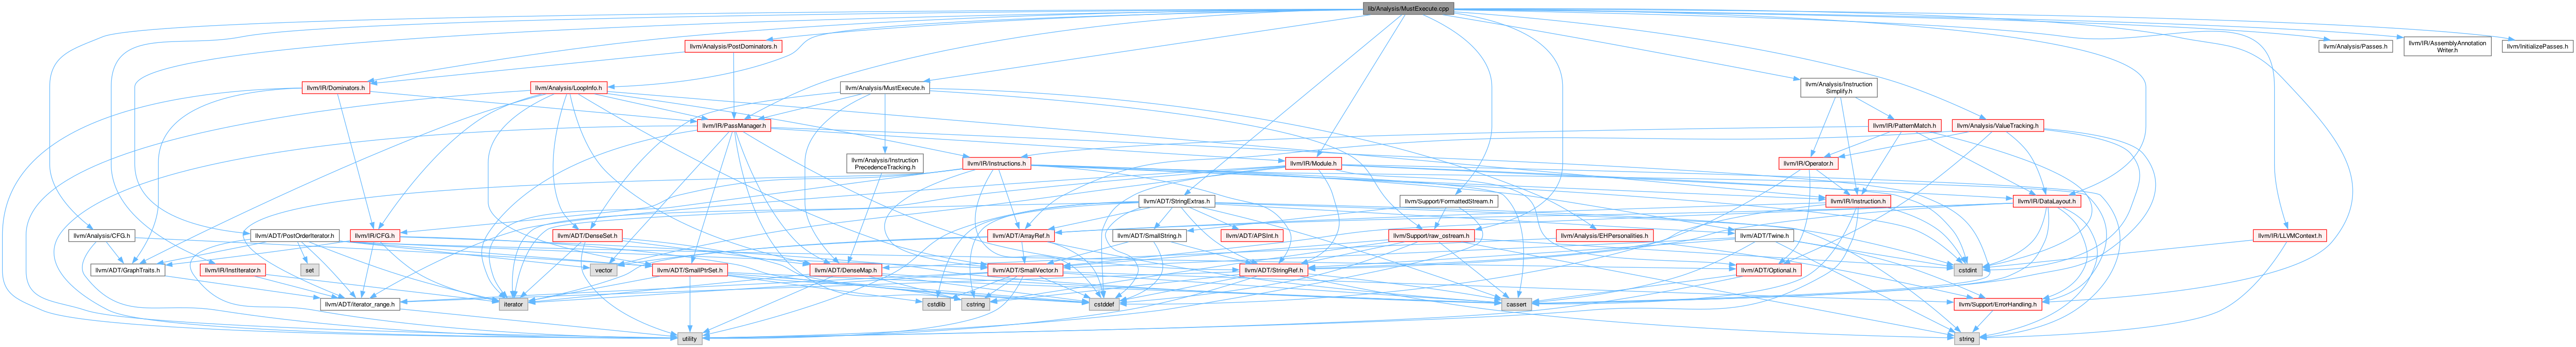 lib/Analysis/MustExecute.cpp
llvm/Analysis/PostDominators.h
llvm/Analysis/Passes.h
llvm/IR/AssemblyAnnotation
Writer.h
llvm/InitializePasses.h
llvm/IR/Dominators.h
llvm/Analysis/LoopInfo.h
llvm/Analysis/MustExecute.h
llvm/Analysis/Instruction
Simplify.h
llvm/IR/PassManager.h
llvm/IR/PatternMatch.h
llvm/Analysis/ValueTracking.h
llvm/Analysis/Instruction
PrecedenceTracking.h
llvm/IR/Instructions.h
llvm/IR/Module.h
llvm/IR/Operator.h
llvm/ADT/StringExtras.h
llvm/Support/FormattedStream.h
llvm/IR/Instruction.h
llvm/IR/DataLayout.h
llvm/Analysis/CFG.h
llvm/ADT/PostOrderIterator.h
llvm/IR/CFG.h
llvm/ADT/DenseSet.h
llvm/ADT/ArrayRef.h
llvm/ADT/SmallString.h
llvm/ADT/APSInt.h
llvm/Support/raw_ostream.h
llvm/Analysis/EHPersonalities.h
llvm/ADT/Twine.h
llvm/IR/LLVMContext.h
llvm/ADT/GraphTraits.h
llvm/IR/InstIterator.h
set
vector
llvm/ADT/SmallPtrSet.h
llvm/ADT/DenseMap.h
llvm/ADT/SmallVector.h
llvm/ADT/StringRef.h
llvm/ADT/Optional.h
cstdint
llvm/ADT/iterator_range.h
iterator
cstdlib
cstring
cstddef
cassert
llvm/Support/ErrorHandling.h
utility
string